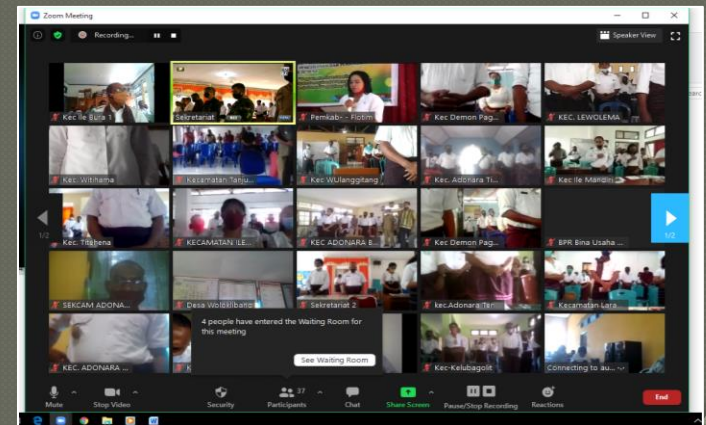 Zoom Meeting
Recording...
Speaker View
Kec Ile Bura 1
Sekretariat
Pemkab- - Flotim
Kec Demon Pag...
KEC. LEWOLEMA
Kec. Witihama
Kecamatan Tanju...
Kec WUlanggitang
Kec. Adonara Ti...
Kec Ile Mandiri
1/2
1/2
Kec. Titehena
KECAMATAN ILE...
KEC ADONARA B...
Kec Demon Pag...
BPR Bina Usaha ...
SEKCAM ADONA...
Desa Woloklibang
Sekretariat 2
kec.Adonara Ten
Kecamatan Lara
4 people have entered the Waiting Room for
this meeting
See Waiting Room
KEC. ADONARA ...
Kec-Kelubagolit
Connecting to au...
Mute
Stop Video
Security
Participants
37
Chat
Share Screen
Pause/Stop Recording
Reactions
End